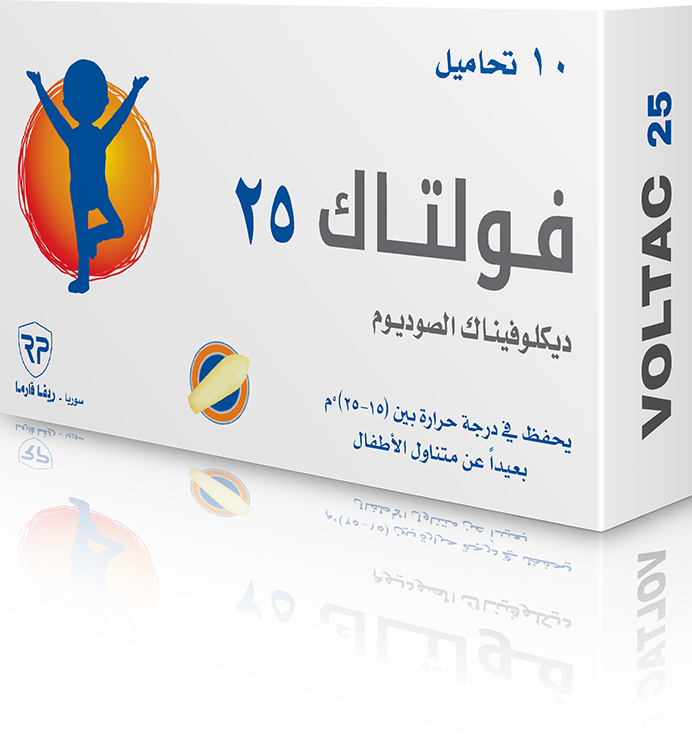 ١٠ تحاميل
فولتاك ٢٥
ديكلوفيناك الصوديوم
يحفظ في درجة حرارة بين (١٥-٢٥)°م
بعيداً عن متناول الأطفال
RP
سوريا - ريفا فارما
VOLTAC 25